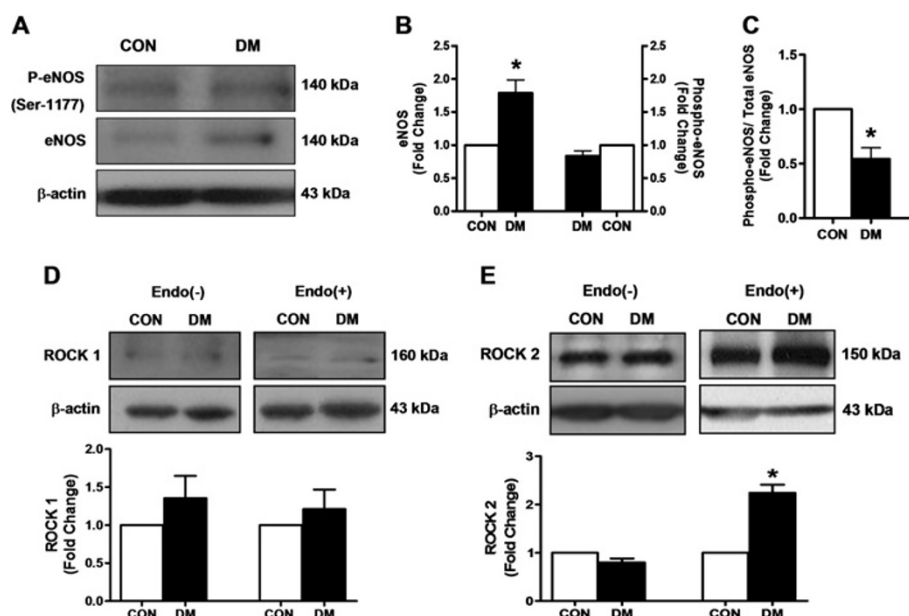 A
CON DM
P-eNOS
(Ser-1177)
140 kDa
eNOS
140 kDa
β-actin
43 kDa
B
eNOS
(Fold Change)
2.5
2.0
1.5
1.0
0.5
0.0
*
CON DM DM CON
2.5
2.0
1.5
1.0
0.5
0.0
Phospho-eNOS
(Fold Change)
C
Phospho-eNOS/ Total eNOS
(Fold Change)
1.5
1.0
0.5
0.0
*
CON DM
D
Endo(-) Endo(+)
CON DM CON DM
ROCK 1
160 kDa
β-actin
43 kDa
ROCK 1
(Fold Change)
2.0
1.5
1.0
0.5
0.0
CON DM CON DM
E
Endo(-) Endo(+)
CON DM CON DM
ROCK 2
150 kDa
β-actin
43 kDa
ROCK 2
(Fold Change)
3
2
1
0
*
CON DM CON DM